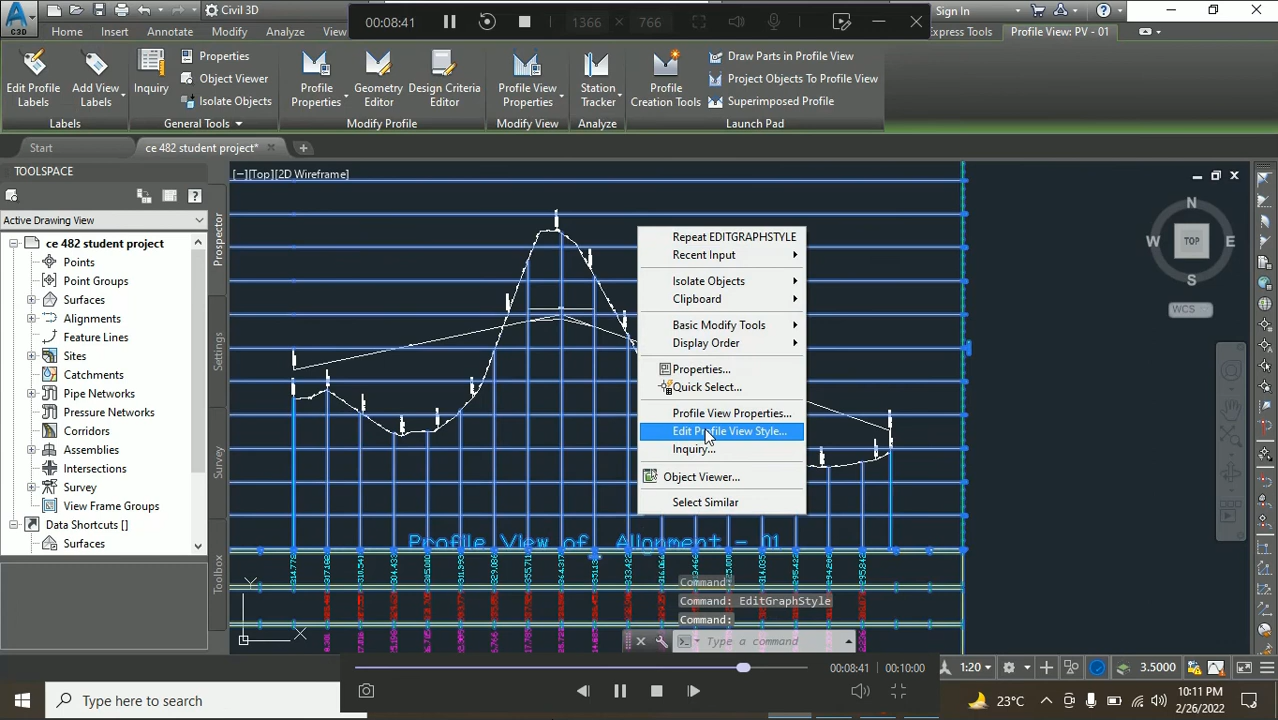 Civil 3D
00:08:41
1366 × 766
Sign In
C3D
Home Insert Annotate Modify Analyze View
Express Tools
Profile View: PV - 01
Edit Profile Labels
Add View Labels
Inquiry
Properties
Object Viewer
Isolate Objects
Profile Properties
Geometry Editor
Design Criteria Editor
Profile View Properties
Station Tracker
Profile Creation Tools
Draw Parts in Profile View
Project Objects To Profile View
Superimposed Profile
Labels
General Tools
Modify Profile
Modify View
Analyze
Launch Pad
Start
ce 482 student project*
TOOLSPACE
[−][Top][2D Wireframe]
Active Drawing View
ce 482 student project
Points
Point Groups
Surfaces
Alignments
Feature Lines
Sites
Catchments
Pipe Networks
Pressure Networks
Corridors
Assemblies
Intersections
Survey
View Frame Groups
Data Shortcuts []
Surfaces
Prospector
Settings
Survey
Toolbox
N
W TOP E
S
WCS
Repeat EDITGRAPHSTYLE
Recent Input
Isolate Objects
Clipboard
Basic Modify Tools
Display Order
Properties...
Quick Select...
Profile View Properties...
Edit Profile View Style...
Inquiry...
Object Viewer...
Select Similar
Profile View of Alignment - 01
Y
X
Command:
Command: EditGraphStyle
Command:
Type a command
00:08:41
00:10:00
1:20
3.5000
Type here to search
23°C
10:11 PM
2/26/2022